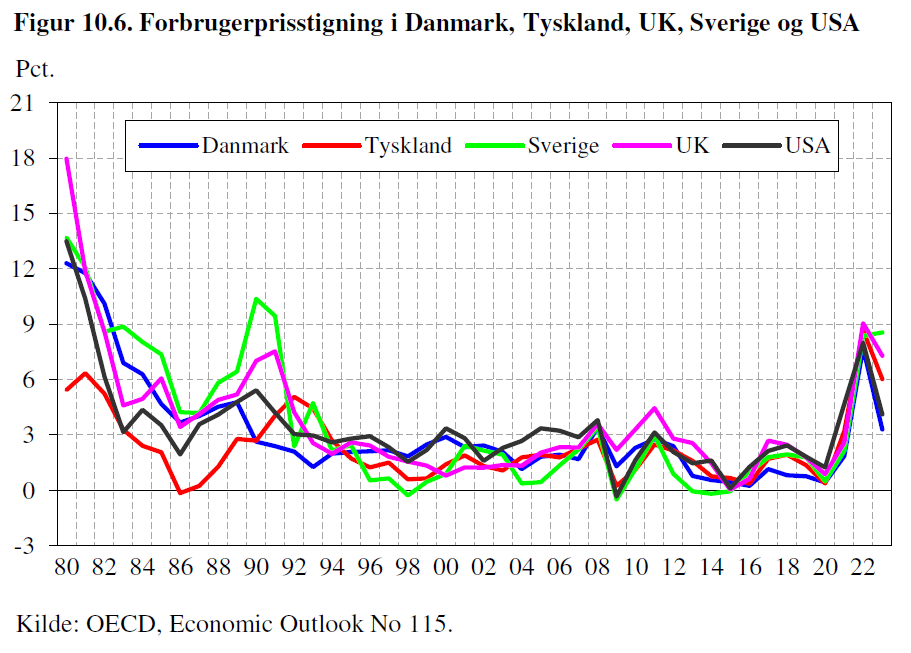 Figur 10.6. Forbrugerprisstigning i Danmark, Tyskland, UK, Sverige og USA
Pct.
21
Danmark Tyskland Sverige UK USA
18
15
12
9
6
3
0
-3
80 82 84 86 88 90 92 94 96 98 00 02 04 06 08 10 12 14 16 18 20 22
Kilde: OECD, Economic Outlook No 115.